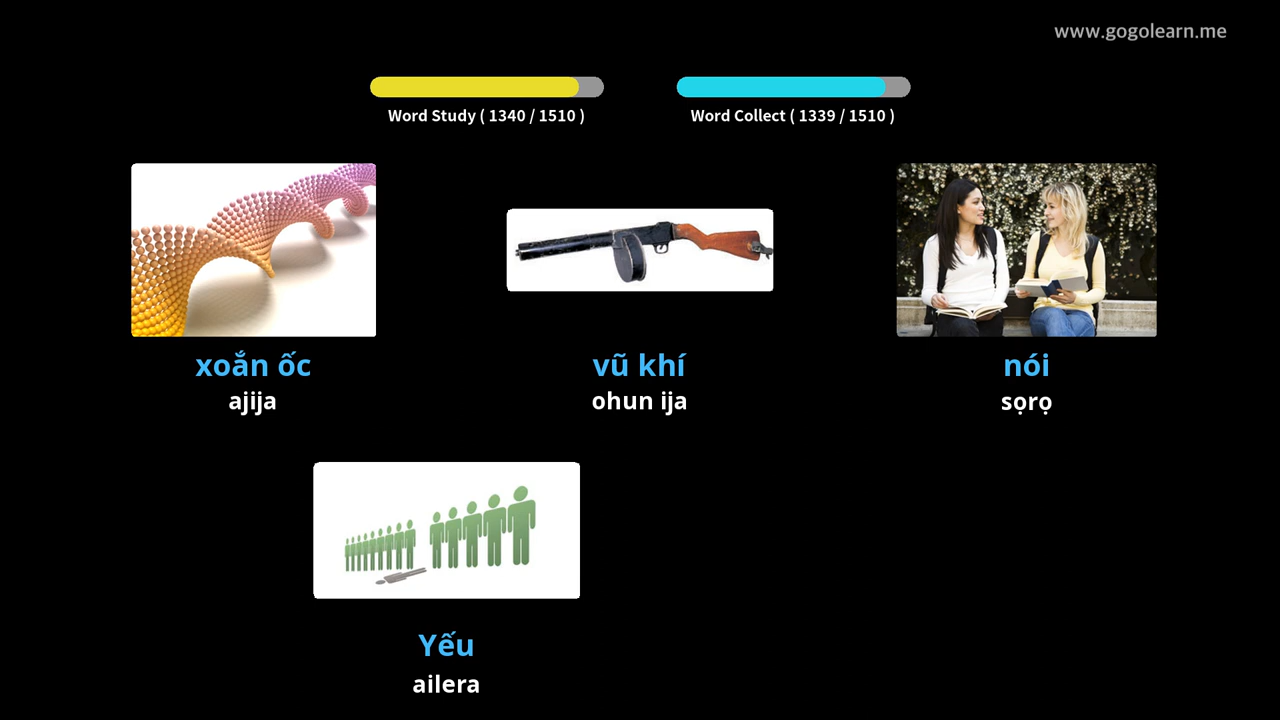 www.gogolearn.me
Word Study ( 1340 / 1510 )
Word Collect ( 1339 / 1510 )
xoắn ốc
ajija
vũ khí
ohun ija
nói
sọrọ
Yếu
ailera